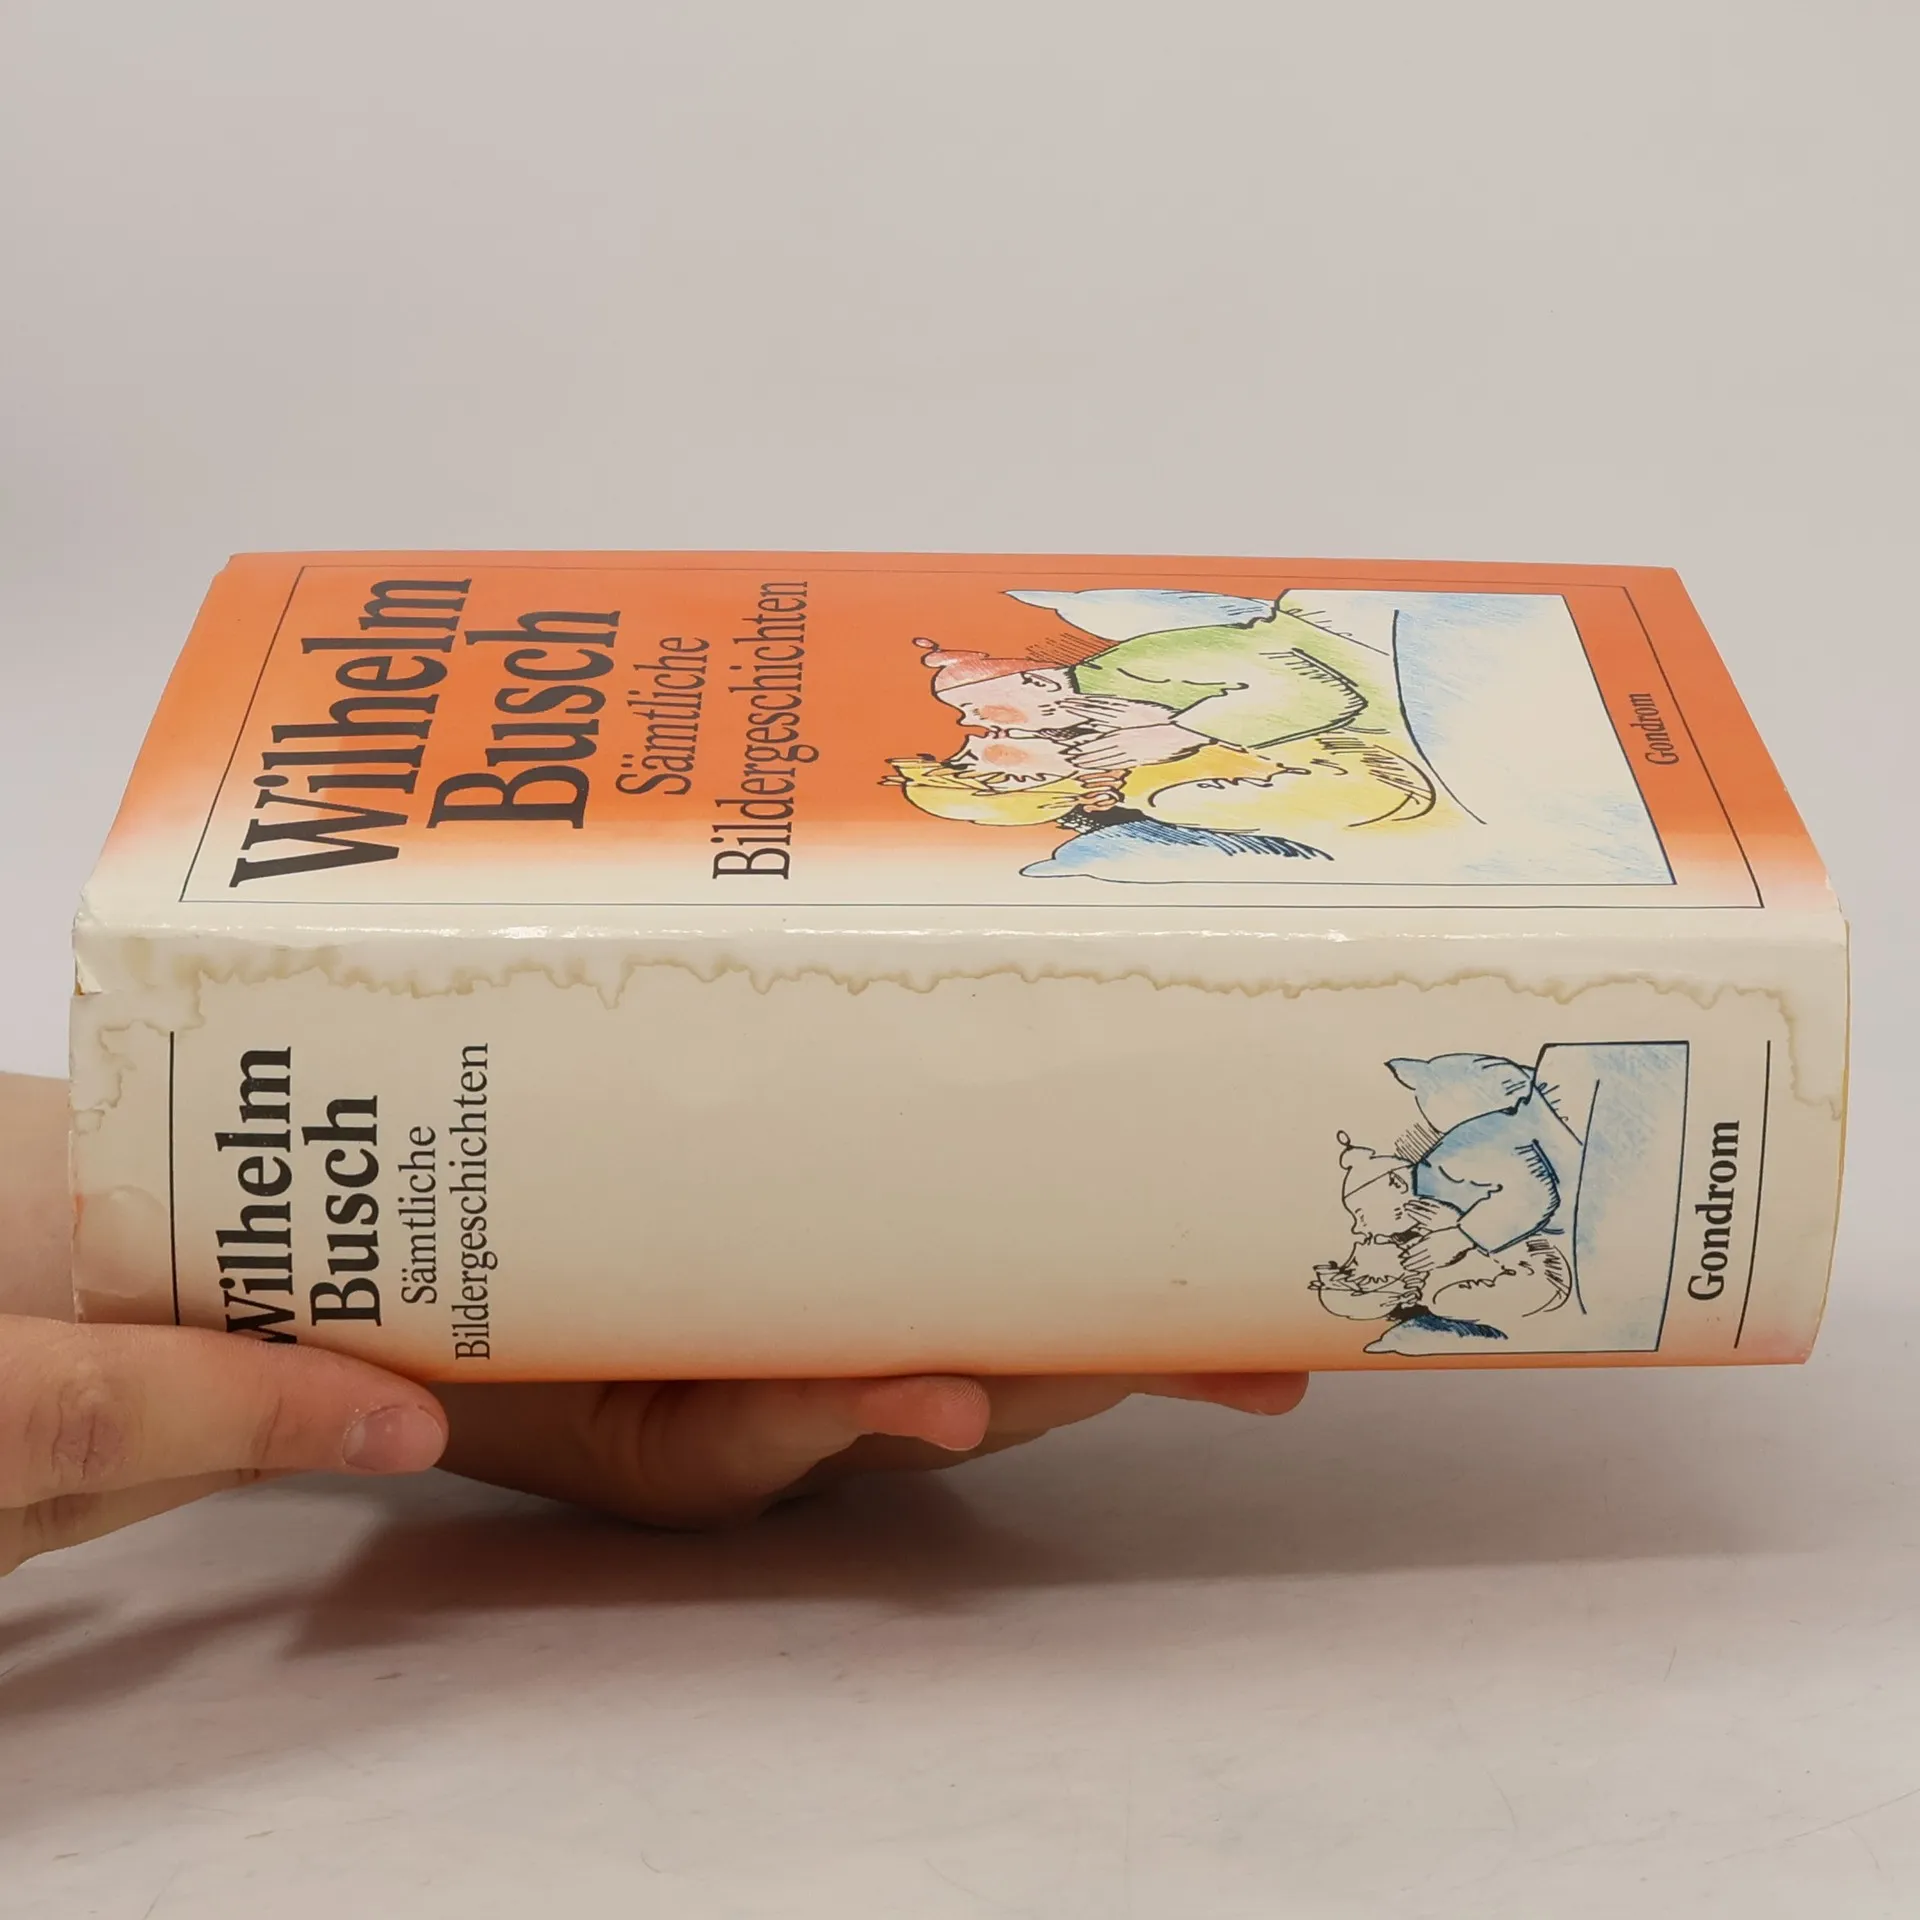 Wilhelm
Busch
Sämtliche
Bildergeschichten
Gondrom
Wilhelm
Busch
Sämtliche
Bildergeschichten
Gondrom